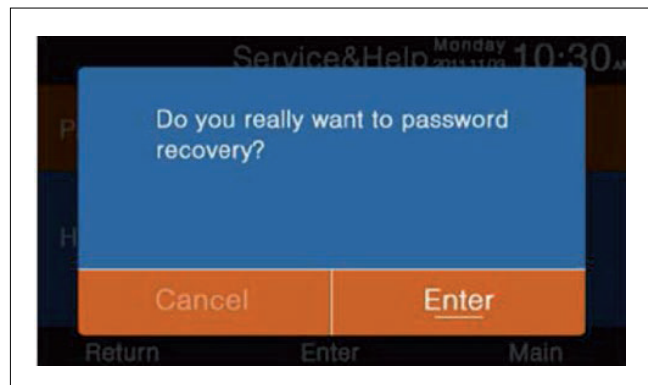 Service&Help Monday 10:30
Do you really want to password
recovery?
Cancel Enter
Return Enter Main